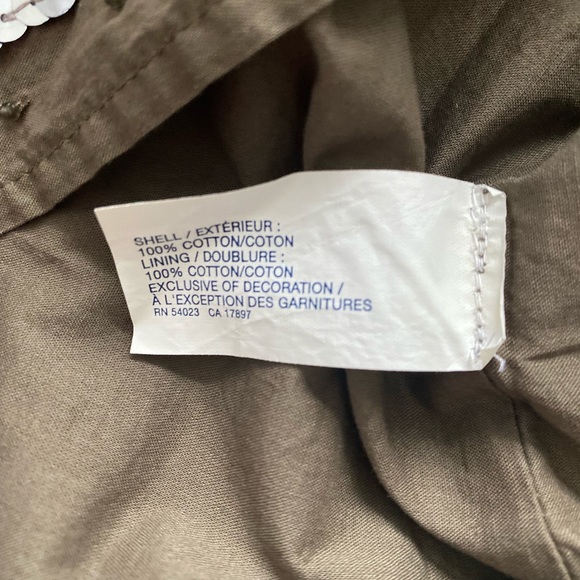 SHELL / EXTÉRIEUR :
100% COTTON/COTON
LINING / DOUBLURE :
100% COTTON/COTON
EXCLUSIVE OF DECORATION /
À L'EXCEPTION DES GARNITURES
RN 54023 CA 17897